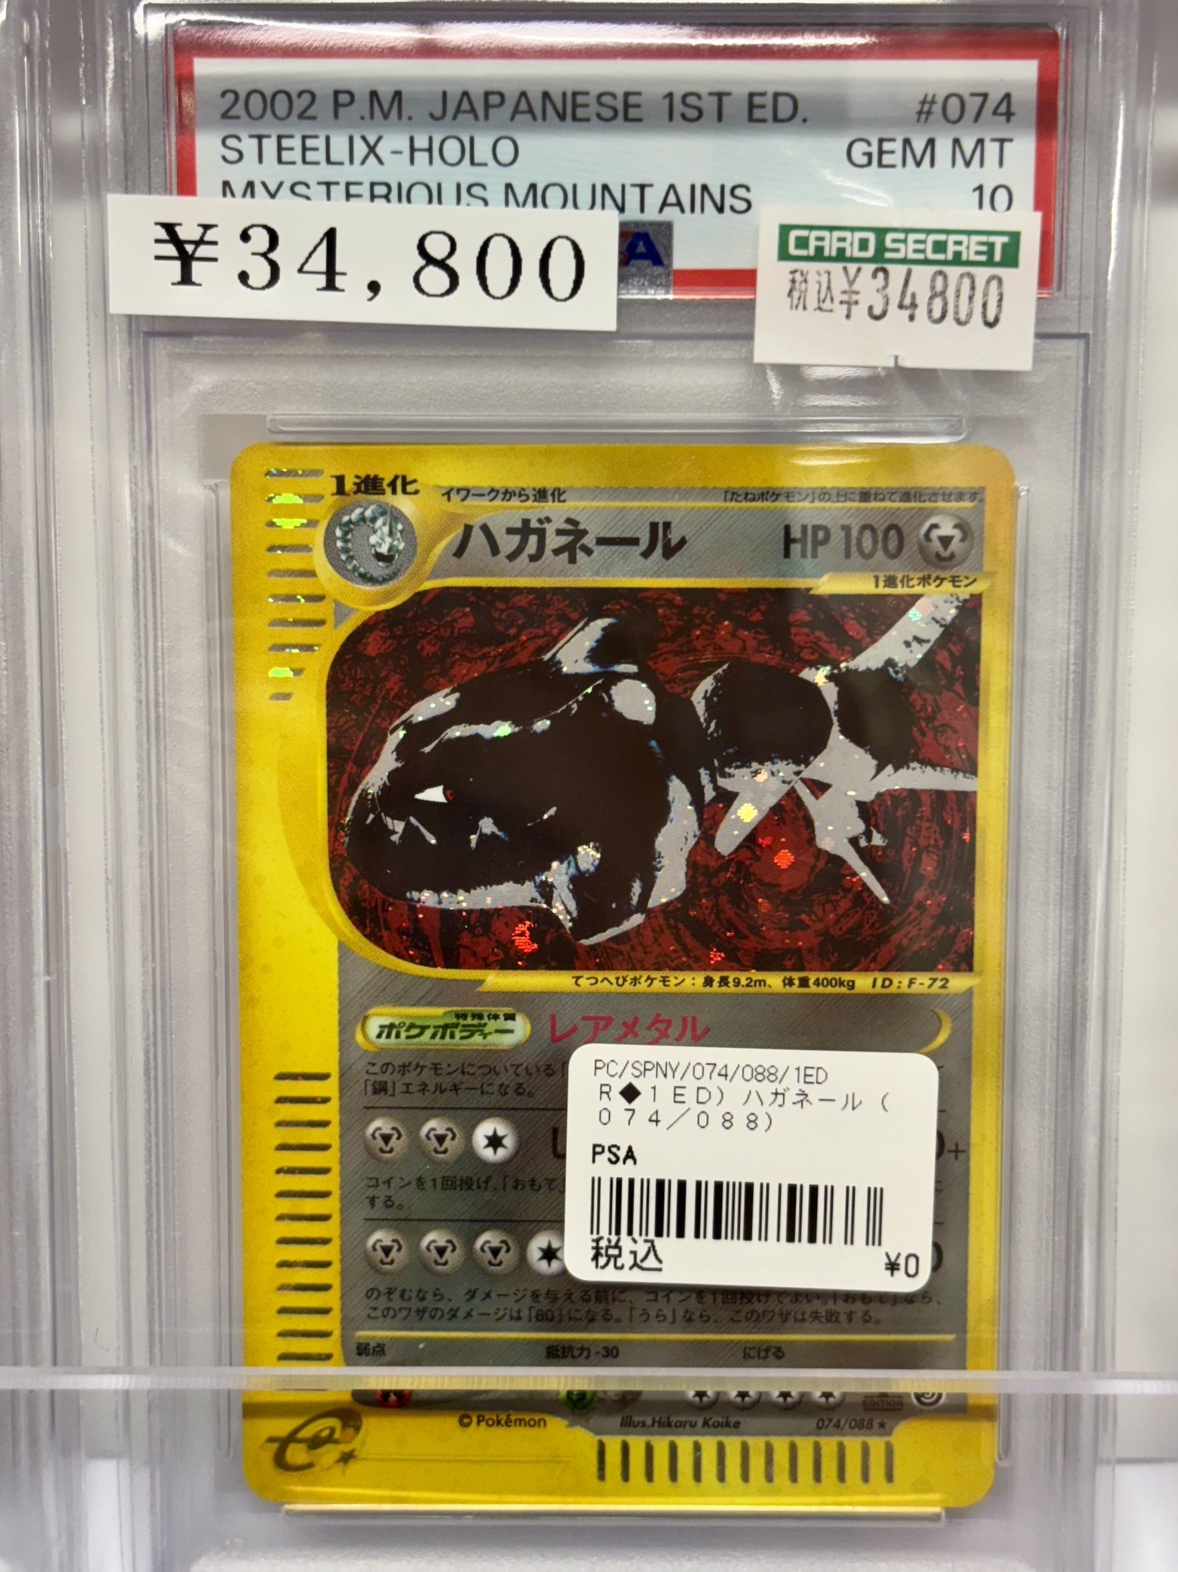 2002 P.M. JAPANESE 1ST ED. #074
STEELIX-HOLO GEM MT
MYSTERIOUS MOUNTAINS 10
¥34,800
CARD SECRET
税込¥34800
1進化
イワークから進化
「たねポケモン」の上に重ねて進化させます。
ハガネール HP 100
1進化ポケモン
てつへびポケモン：身長9.2m、体重400kg ID：F-72
特殊体質
ポケボディー
レアメタル
このポケモンについている
「鋼」エネルギーになる。
PC/SPNY/074/088/1ED
R◆1ED）ハガネール（
074／088）
PSA
税込
¥0
コインを1回投げ、「おもて」
する。
のぞむなら、ダメージを与える前に、コインを1回投げてよい。「おもて」なら、
このワザのダメージは「80」になる。「うら」なら、このワザは失敗する。
弱点 抵抗力 -30 にげる
EDITION
© Pokémon Illus.Hikaru Koike 074/088 ★